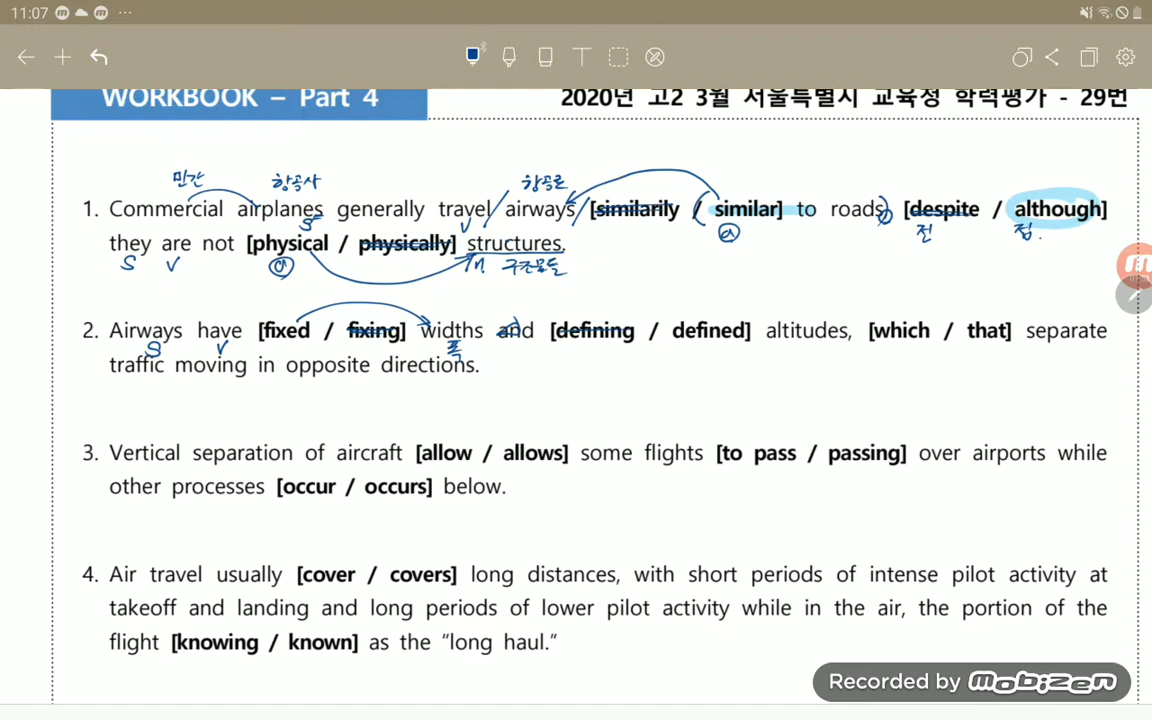 11:07
WORKBOOK – Part 4
2020년 고2 3월 서울특별시 교육청 학력평가 - 29번
민간 항공사 항공로
1. Commercial airplanes generally travel airways [similarily / similar] to roads, [despite / although]
S V ⓐ 전 접.
they are not [physical / physically] structures.
S V ⓐ n. 구조물들
2. Airways have [fixed / fixing] widths and [defining / defined] altitudes, [which / that] separate
S V 폭
traffic moving in opposite directions.
3. Vertical separation of aircraft [allow / allows] some flights [to pass / passing] over airports while
other processes [occur / occurs] below.
4. Air travel usually [cover / covers] long distances, with short periods of intense pilot activity at
takeoff and landing and long periods of lower pilot activity while in the air, the portion of the
flight [knowing / known] as the “long haul.“
Recorded by mobizen